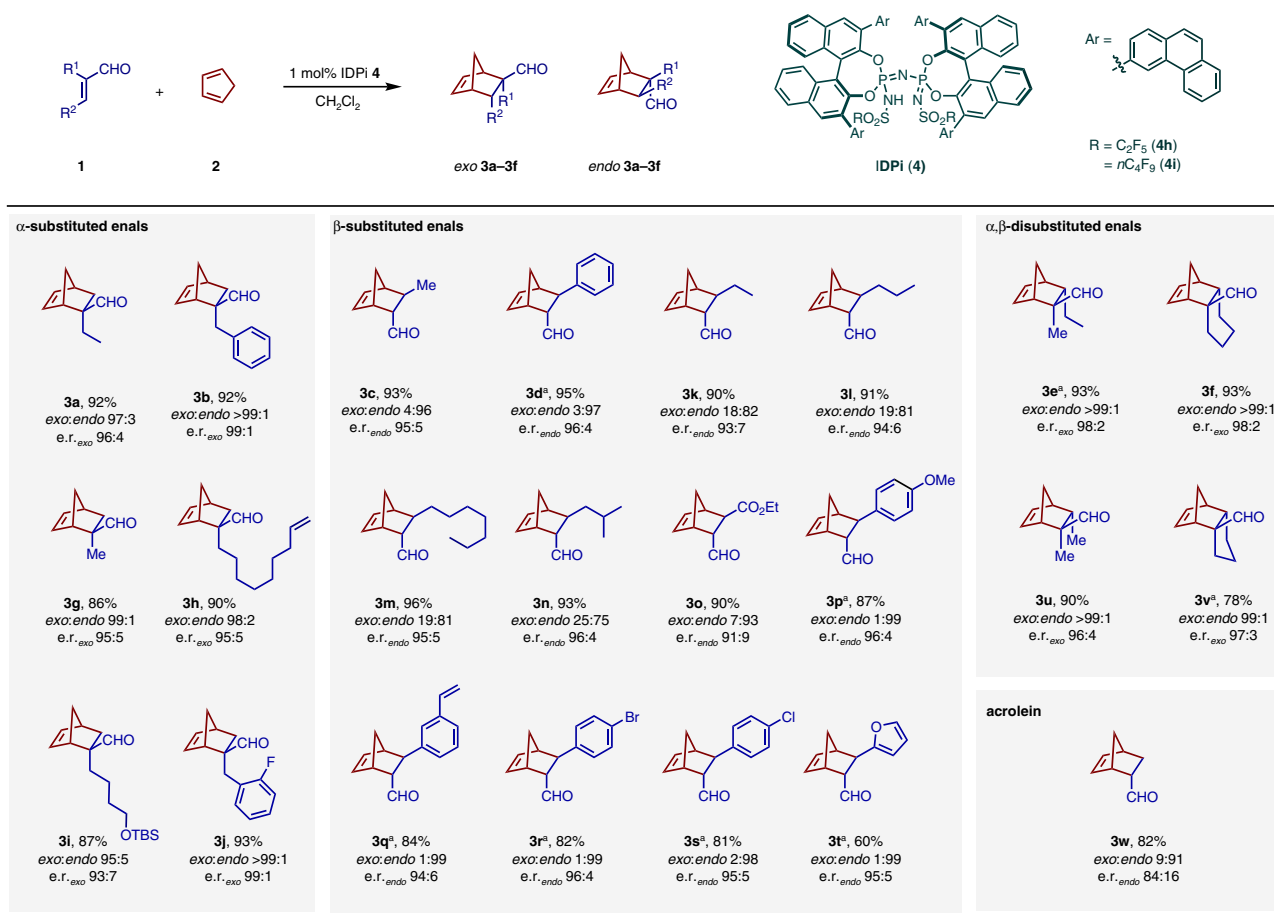 R¹ CHO
R²
1
+
2
1 mol% IDPi 4
CH₂Cl₂
CHO
R¹
R²
exo 3a–3f
R¹
R²
CHO
endo 3a–3f
Ar Ar
O O
P N P
O NH N O
RO₂S SO₂R
Ar Ar
IDPi (4)
Ar =
R = C₂F₅ (4h)
= nC₄F₉ (4i)
α-substituted enals
CHO
3a, 92%
exo:endo 97:3
e.r.exo 96:4
CHO
3b, 92%
exo:endo >99:1
e.r.exo 99:1
CHO
Me
3g, 86%
exo:endo 99:1
e.r.exo 95:5
CHO
3h, 90%
exo:endo 98:2
e.r.exo 95:5
CHO
OTBS
3i, 87%
exo:endo 95:5
e.r.exo 93:7
CHO
F
3j, 93%
exo:endo >99:1
e.r.exo 99:1
β-substituted enals
Me
CHO
3c, 93%
exo:endo 4:96
e.r.endo 95:5
CHO
3dᵃ, 95%
exo:endo 3:97
e.r.endo 96:4
CHO
3k, 90%
exo:endo 18:82
e.r.endo 93:7
CHO
3l, 91%
exo:endo 19:81
e.r.endo 94:6
CHO
3m, 96%
exo:endo 19:81
e.r.endo 95:5
CHO
3n, 93%
exo:endo 25:75
e.r.endo 96:4
CO₂Et
CHO
3o, 90%
exo:endo 7:93
e.r.endo 91:9
OMe
CHO
3pᵃ, 87%
exo:endo 1:99
e.r.endo 96:4
CHO
3qᵃ, 84%
exo:endo 1:99
e.r.endo 94:6
Br
CHO
3rᵃ, 82%
exo:endo 1:99
e.r.endo 96:4
Cl
CHO
3sᵃ, 81%
exo:endo 2:98
e.r.endo 95:5
O
CHO
3tᵃ, 60%
exo:endo 1:99
e.r.endo 95:5
α,β-disubstituted enals
CHO
Me
3eᵃ, 93%
exo:endo >99:1
e.r.exo 98:2
CHO
3f, 93%
exo:endo >99:1
e.r.exo 98:2
CHO
Me
Me
3u, 90%
exo:endo >99:1
e.r.exo 96:4
CHO
3vᵃ, 78%
exo:endo 99:1
e.r.exo 97:3
acrolein
CHO
3w, 82%
exo:endo 9:91
e.r.endo 84:16